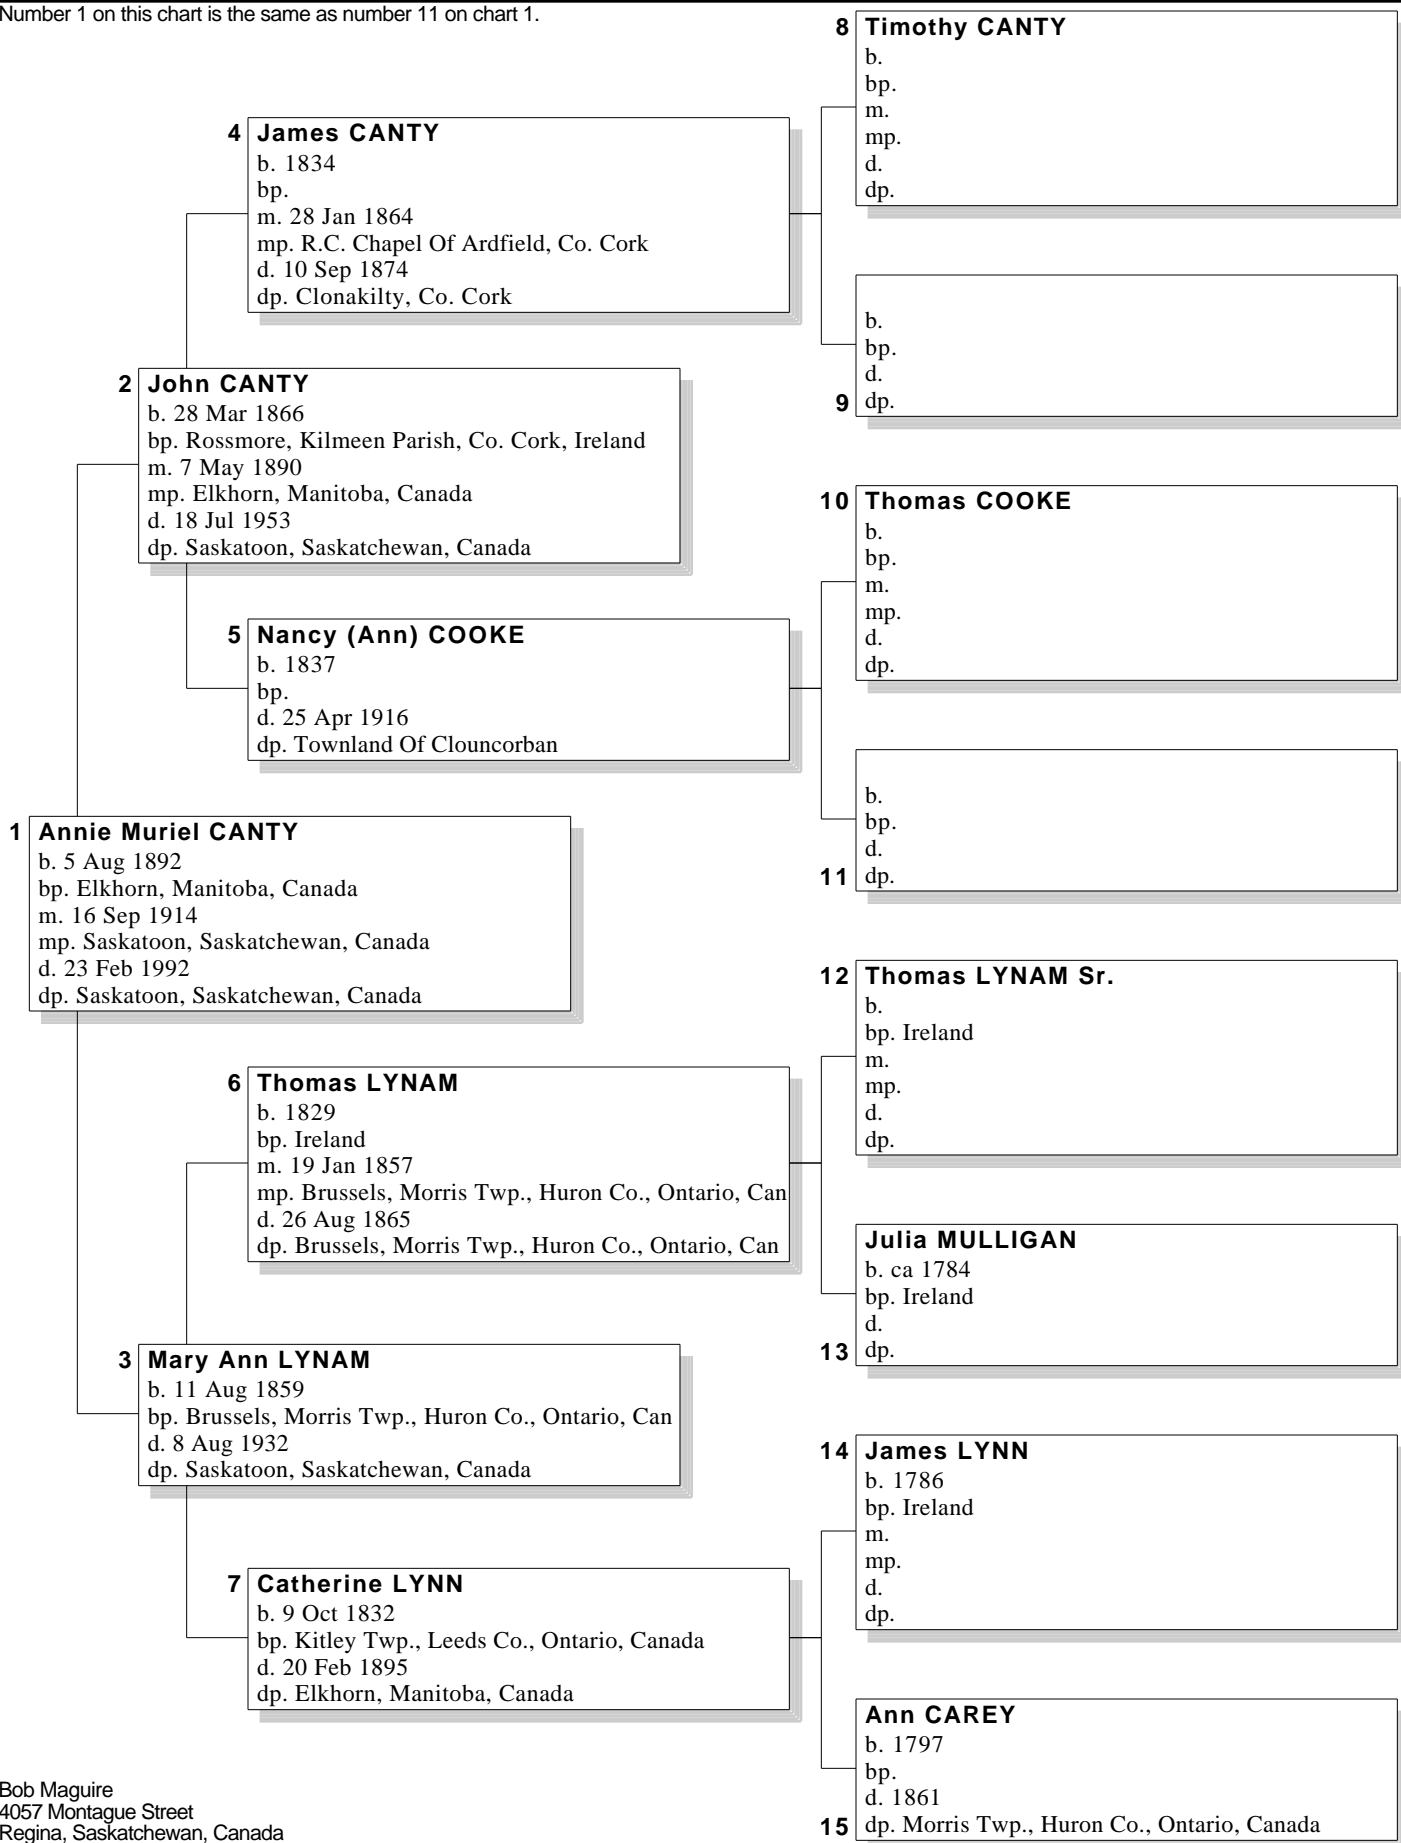 Number 1 on this chart is the same as number 11 on chart 1.
8 Timothy CANTY
b.
bp.
m.
mp.
d.
dp.
4 James CANTY
b. 1834
bp.
m. 28 Jan 1864
mp. R.C. Chapel Of Ardfield, Co. Cork
d. 10 Sep 1874
dp. Clonakilty, Co. Cork
b.
bp.
d.
9 dp.
2 John CANTY
b. 28 Mar 1866
bp. Rossmore, Kilmeen Parish, Co. Cork, Ireland
m. 7 May 1890
mp. Elkhorn, Manitoba, Canada
d. 18 Jul 1953
dp. Saskatoon, Saskatchewan, Canada
10 Thomas COOKE
b.
bp.
m.
mp.
d.
dp.
5 Nancy (Ann) COOKE
b. 1837
bp.
d. 25 Apr 1916
dp. Townland Of Clouncorban
b.
bp.
d.
11 dp.
1 Annie Muriel CANTY
b. 5 Aug 1892
bp. Elkhorn, Manitoba, Canada
m. 16 Sep 1914
mp. Saskatoon, Saskatchewan, Canada
d. 23 Feb 1992
dp. Saskatoon, Saskatchewan, Canada
12 Thomas LYNAM Sr.
b.
bp. Ireland
m.
mp.
d.
dp.
6 Thomas LYNAM
b. 1829
bp. Ireland
m. 19 Jan 1857
mp. Brussels, Morris Twp., Huron Co., Ontario, Can
d. 26 Aug 1865
dp. Brussels, Morris Twp., Huron Co., Ontario, Can
Julia MULLIGAN
b. ca 1784
bp. Ireland
d.
13 dp.
3 Mary Ann LYNAM
b. 11 Aug 1859
bp. Brussels, Morris Twp., Huron Co., Ontario, Can
d. 8 Aug 1932
dp. Saskatoon, Saskatchewan, Canada
14 James LYNN
b. 1786
bp. Ireland
m.
mp.
d.
dp.
7 Catherine LYNN
b. 9 Oct 1832
bp. Kitley Twp., Leeds Co., Ontario, Canada
d. 20 Feb 1895
dp. Elkhorn, Manitoba, Canada
Ann CAREY
b. 1797
bp.
d. 1861
15 dp. Morris Twp., Huron Co., Ontario, Canada
Bob Maguire
4057 Montague Street
Regina, Saskatchewan, Canada